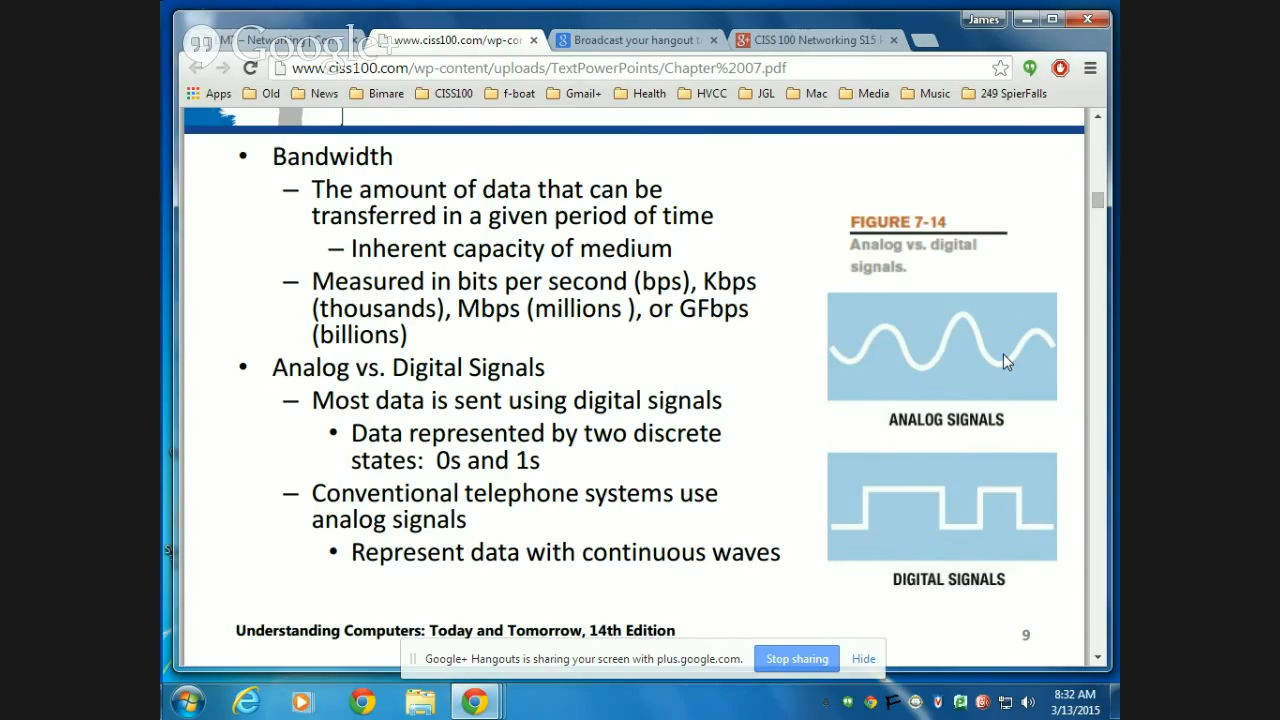 James
Google+
www.ciss100.com/wp-co
Broadcast your hangout t
CISS 100 Networking S15
www.ciss100.com/wp-content/uploads/TextPowerPoints/Chapter%2007.pdf
Apps Old News Bimare CISS100 f-boat Gmail+ Health HVCC JGL Mac Media Music 249 SpierFalls
• Bandwidth
– The amount of data that can be
transferred in a given period of time
– Inherent capacity of medium
– Measured in bits per second (bps), Kbps
(thousands), Mbps (millions ), or GFbps
(billions)
• Analog vs. Digital Signals
– Most data is sent using digital signals
• Data represented by two discrete
states: 0s and 1s
– Conventional telephone systems use
analog signals
• Represent data with continuous waves
FIGURE 7-14
Analog vs. digital
signals.
ANALOG SIGNALS
DIGITAL SIGNALS
Understanding Computers: Today and Tomorrow, 14th Edition
9
Google+ Hangouts is sharing your screen with plus.google.com. Stop sharing Hide
8:32 AM
3/13/2015